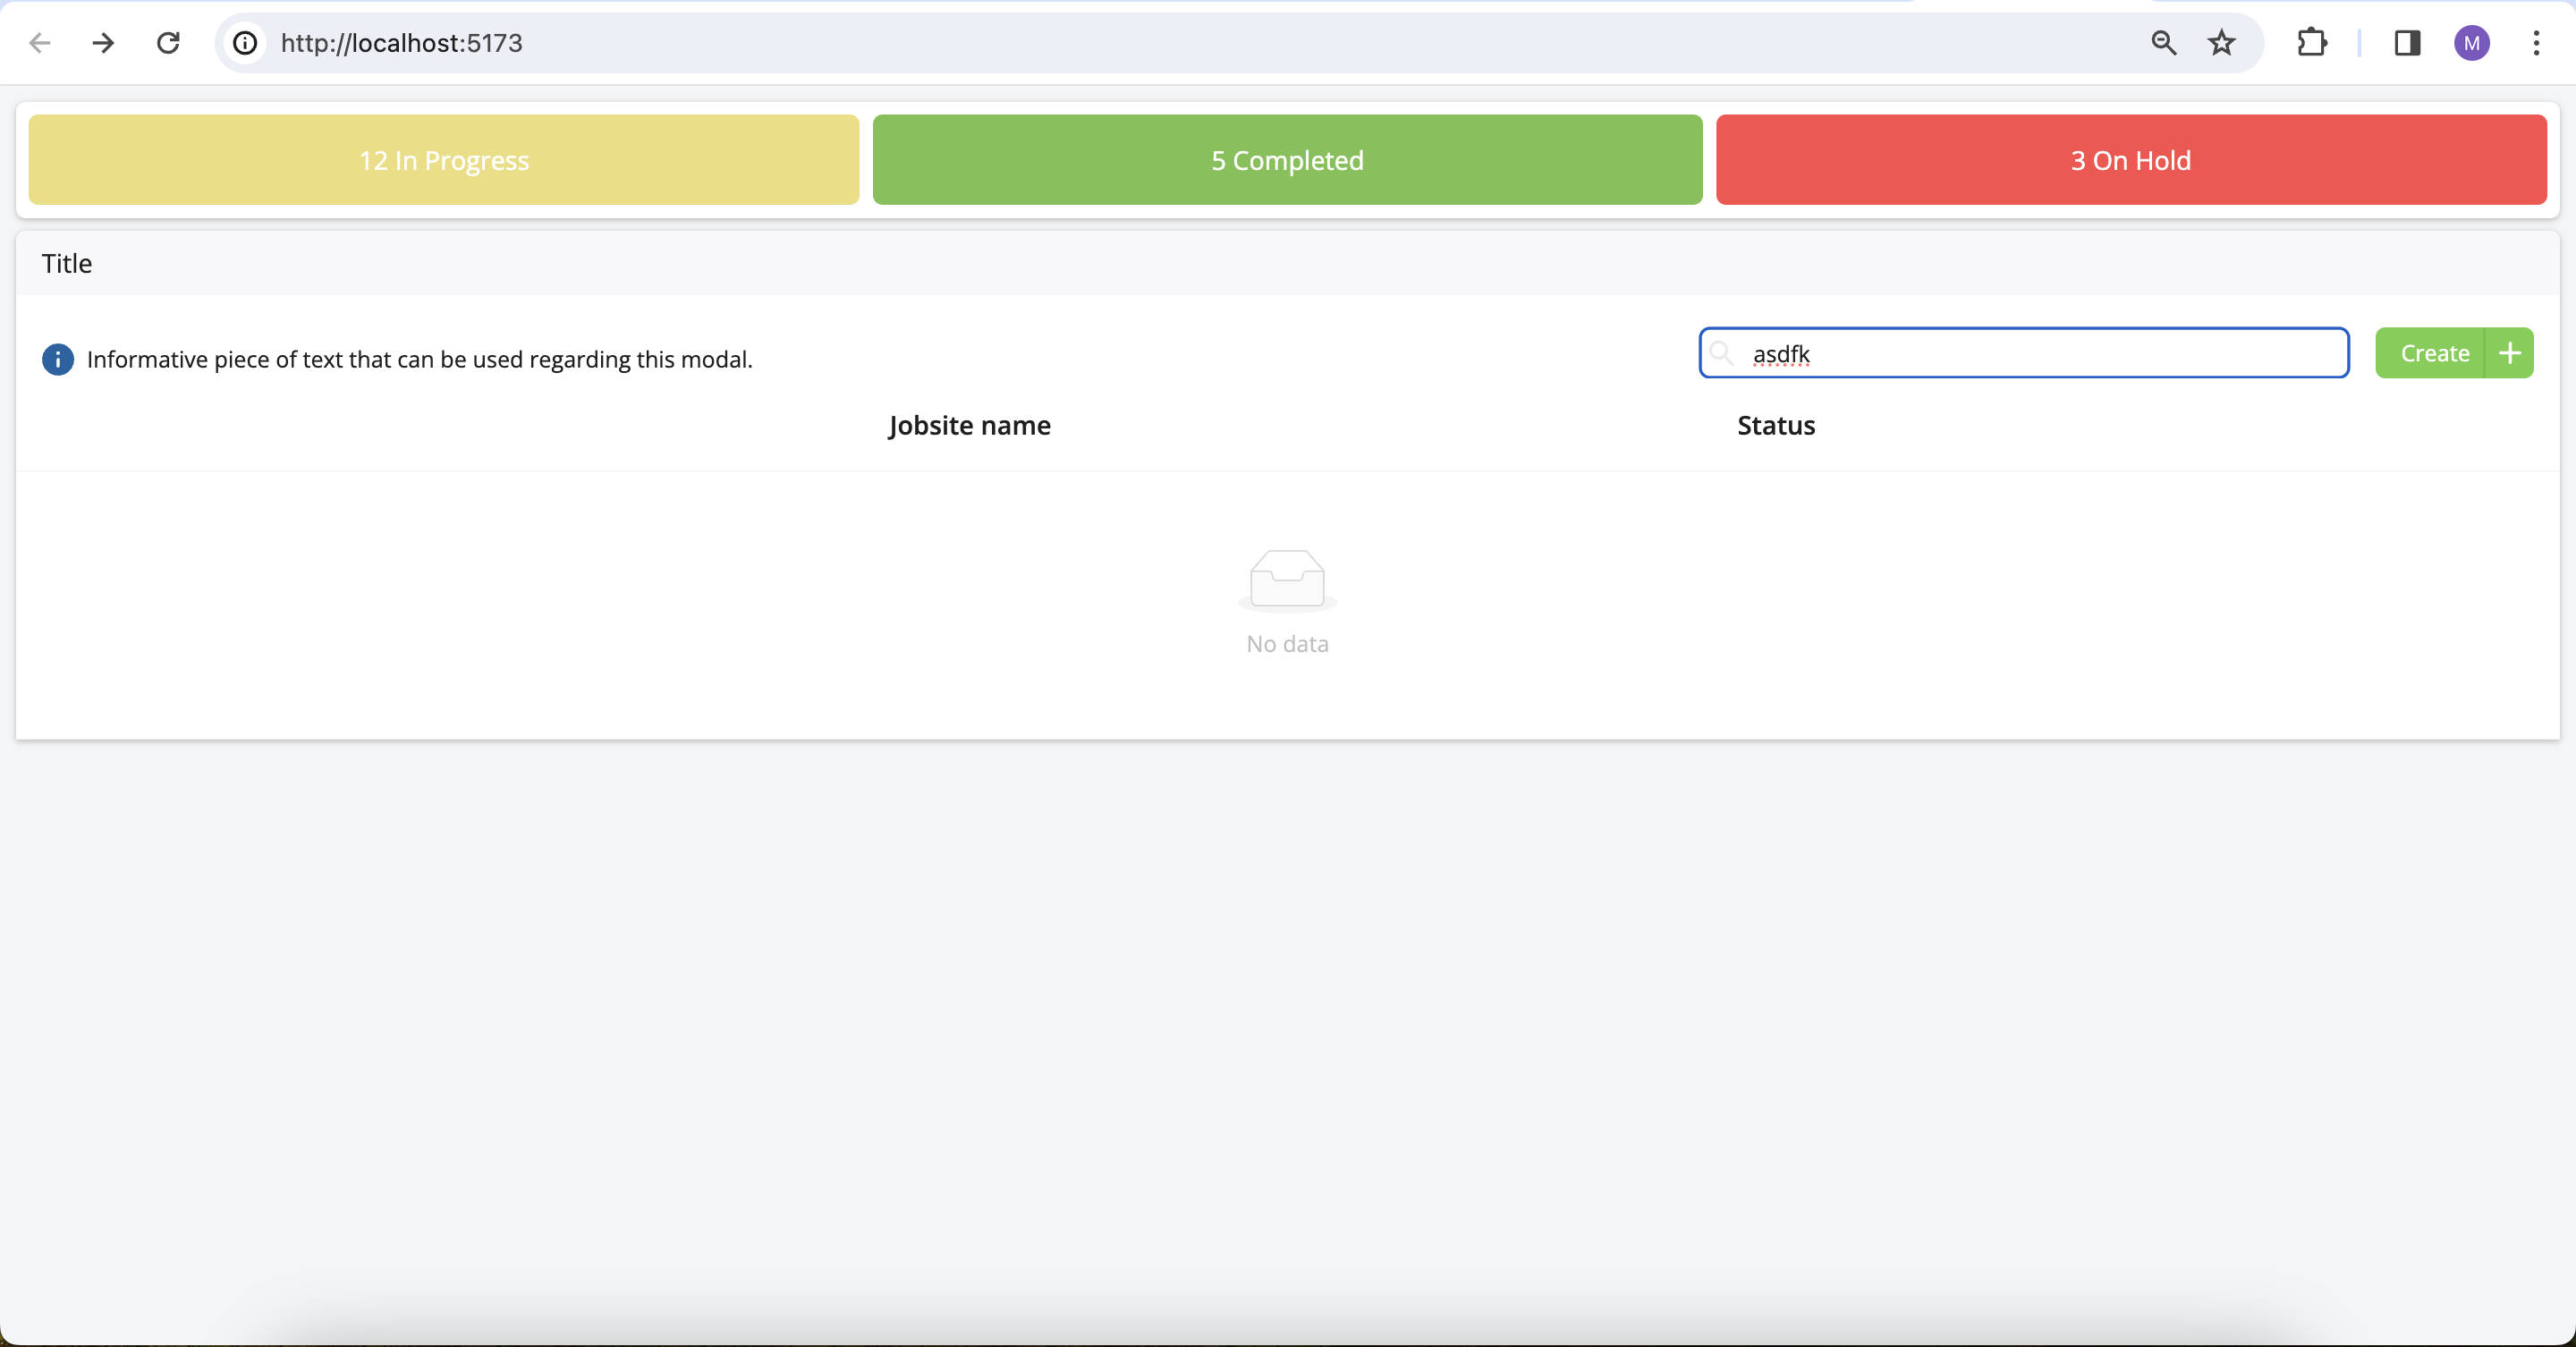 http://localhost:5173
M
12 In Progress
5 Completed
3 On Hold
Title
Informative piece of text that can be used regarding this modal.
asdfk
Create +
Jobsite name
Status
No data